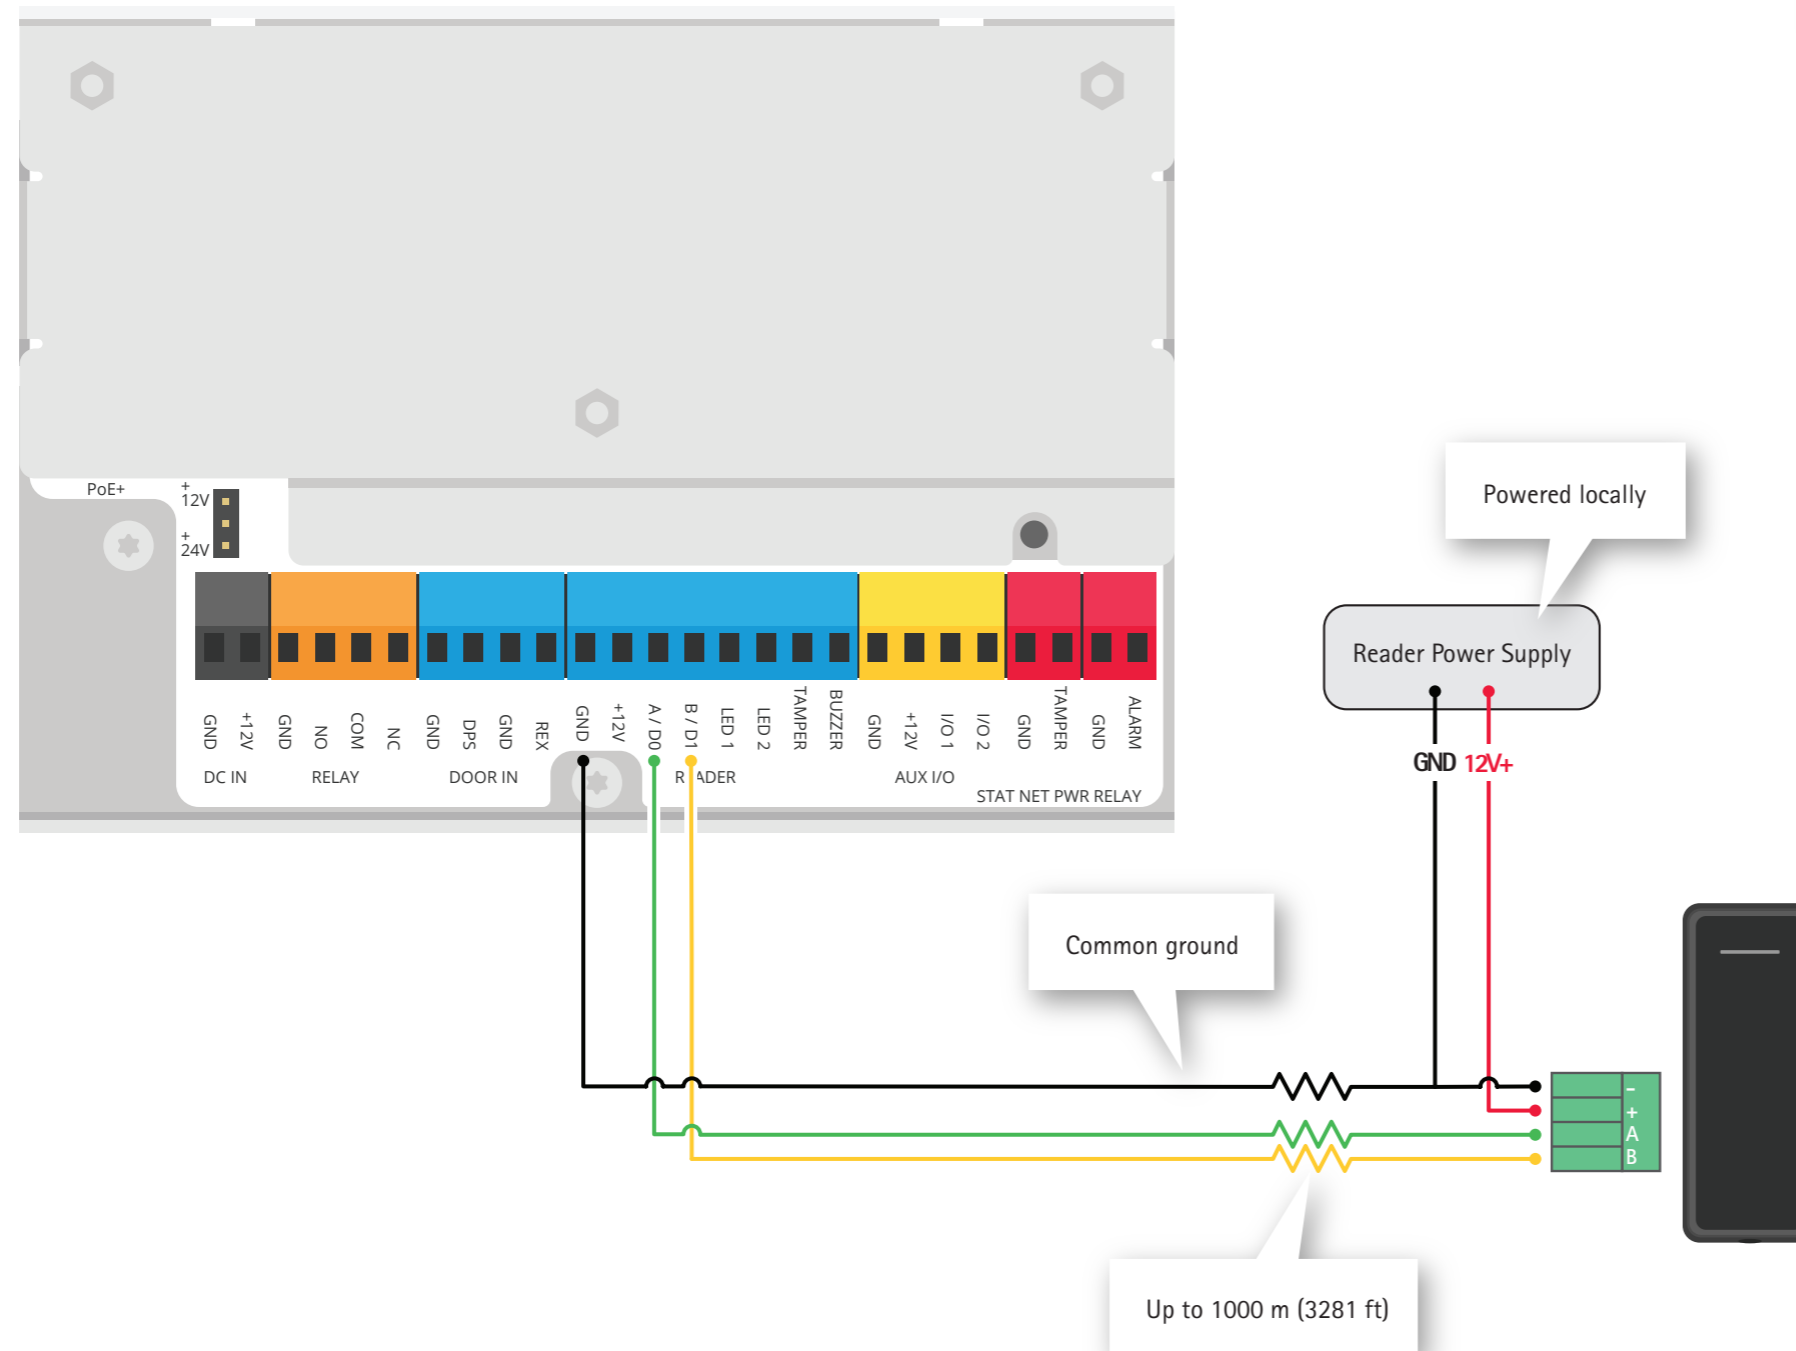 PoE+
+
12V
+
24V
Powered locally
Reader Power Supply
GND 12V+
GND +12V GND NO COM NC GND DPS GND REX GND +12V A / D0 B / D1 LED 1 LED 2 TAMPER BUZZER GND +12V I/O 1 I/O 2 GND TAMPER GND ALARM
DC IN RELAY DOOR IN R ADER AUX I/O
STAT NET PWR RELAY
Common ground
-
+
A
B
Up to 1000 m (3281 ft)